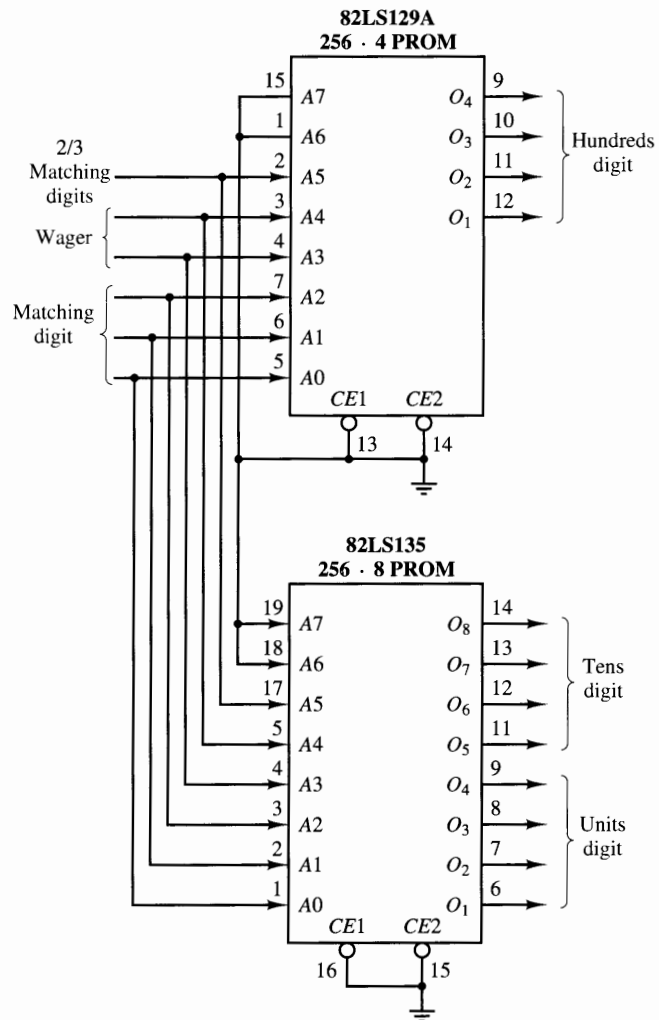 82LS129A
256 · 4 PROM
15 A7 O4 9
1 A6 O3 10
2/3
Matching
digits
2 A5 O2 11
3 A4 O1 12
Hundreds
digit
Wager
4 A3
7 A2
Matching
digit
6 A1
5 A0
CE1 CE2
13 14
82LS135
256 · 8 PROM
19 A7 O8 14
18 A6 O7 13
17 A5 O6 12
5 A4 O5 11
Tens
digit
4 A3 O4 9
3 A2 O3 8
2 A1 O2 7
1 A0 O1 6
Units
digit
CE1 CE2
16 15